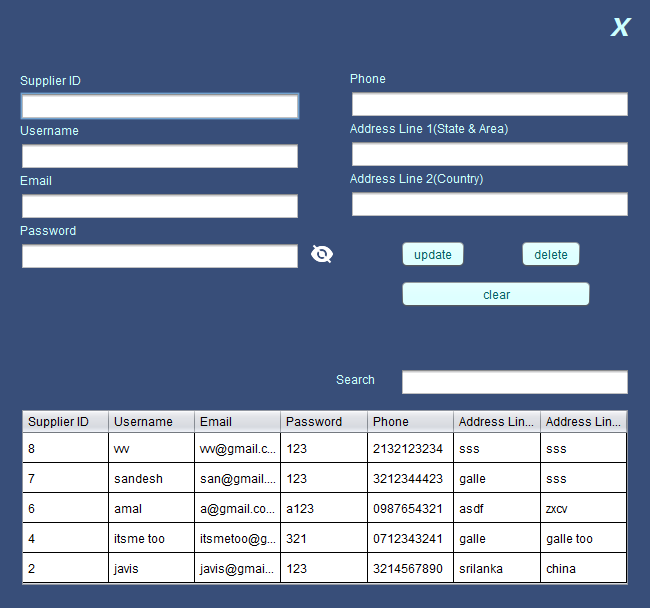 X
Supplier ID
Phone
Username
Address Line 1(State & Area)
Email
Address Line 2(Country)
Password
update
delete
clear
Search
Supplier ID Username Email Password Phone Address Lin... Address Lin...
8 vvv vvv@gmail.c... 123 2132123234 sss sss
7 sandesh san@gmail.... 123 3212344423 galle sss
6 amal a@gmail.co... a123 0987654321 asdf zxcv
4 itsme too itsmetoo@g... 321 0712343241 galle galle too
2 javis javis@gmai... 123 3214567890 srilanka china